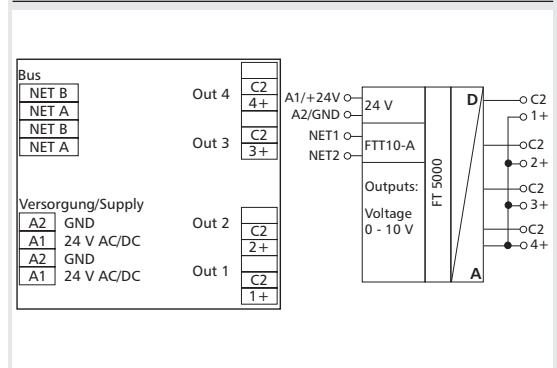 Bus
NET B
NET A
NET B
NET A
Versorgung/Supply
A2 GND
A1 24 V AC/DC
A2 GND
A1 24 V AC/DC
Out 4 C2
4+
Out 3 C2
3+
Out 2 C2
2+
Out 1 C2
1+
A1/+24V
A2/GND
NET1
NET2
24 V
FTT10-A
Outputs:
Voltage
0 - 10 V
FT 5000
D
A
C2
1+
C2
2+
C2
3+
C2
4+